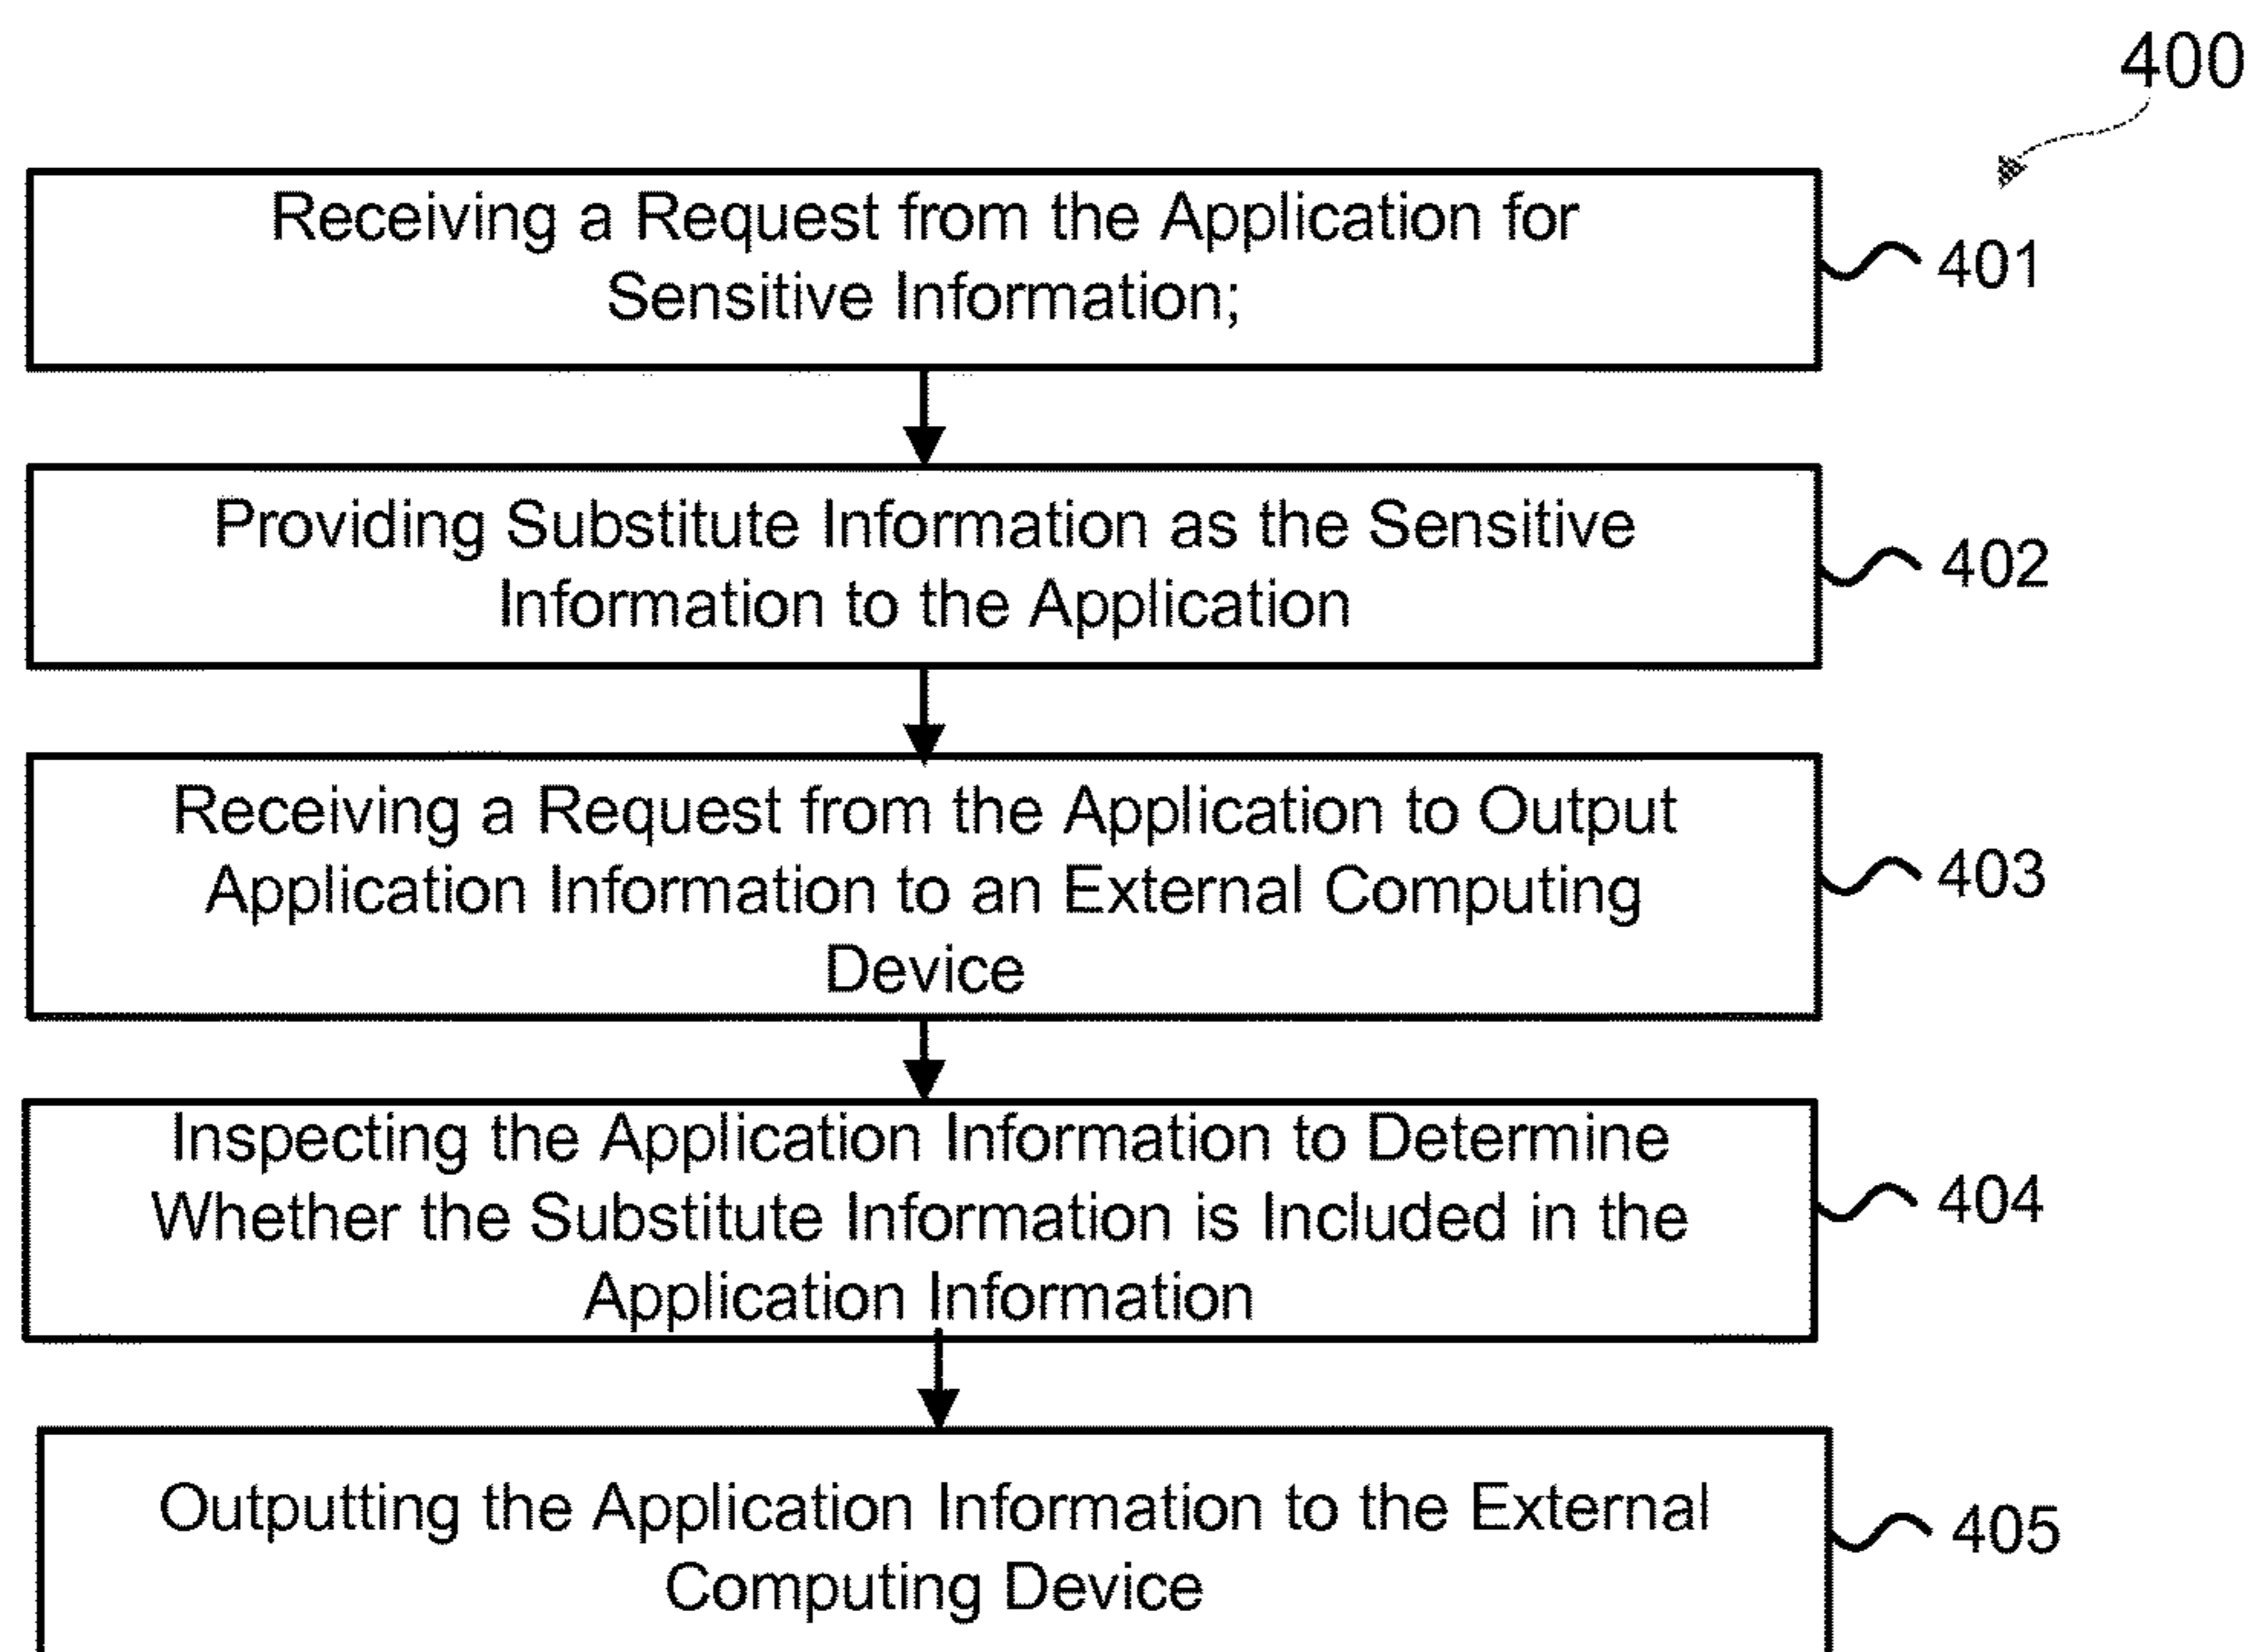 400
Receiving a Request from the Application for
Sensitive Information;
401
Providing Substitute Information as the Sensitive
Information to the Application
402
Receiving a Request from the Application to Output
Application Information to an External Computing
Device
403
Inspecting the Application Information to Determine
Whether the Substitute Information is Included in the
Application Information
404
Outputting the Application Information to the External
Computing Device
405